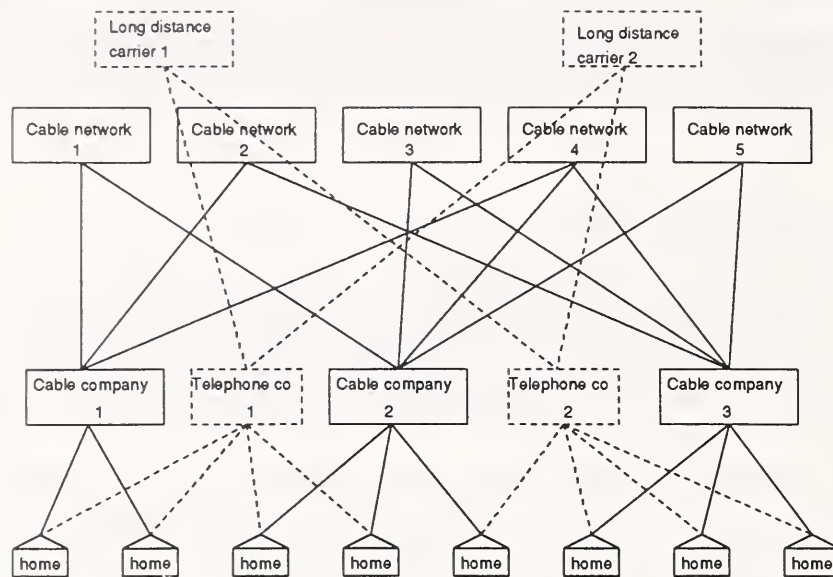 Long distance
carrier 1
Long distance
carrier 2
Cable network
1
Cable network
2
Cable network
3
Cable network
4
Cable network
5
Cable company
1
Telephone co
1
Cable company
2
Telephone co
2
Cable company
3
home
home
home
home
home
home
home
home